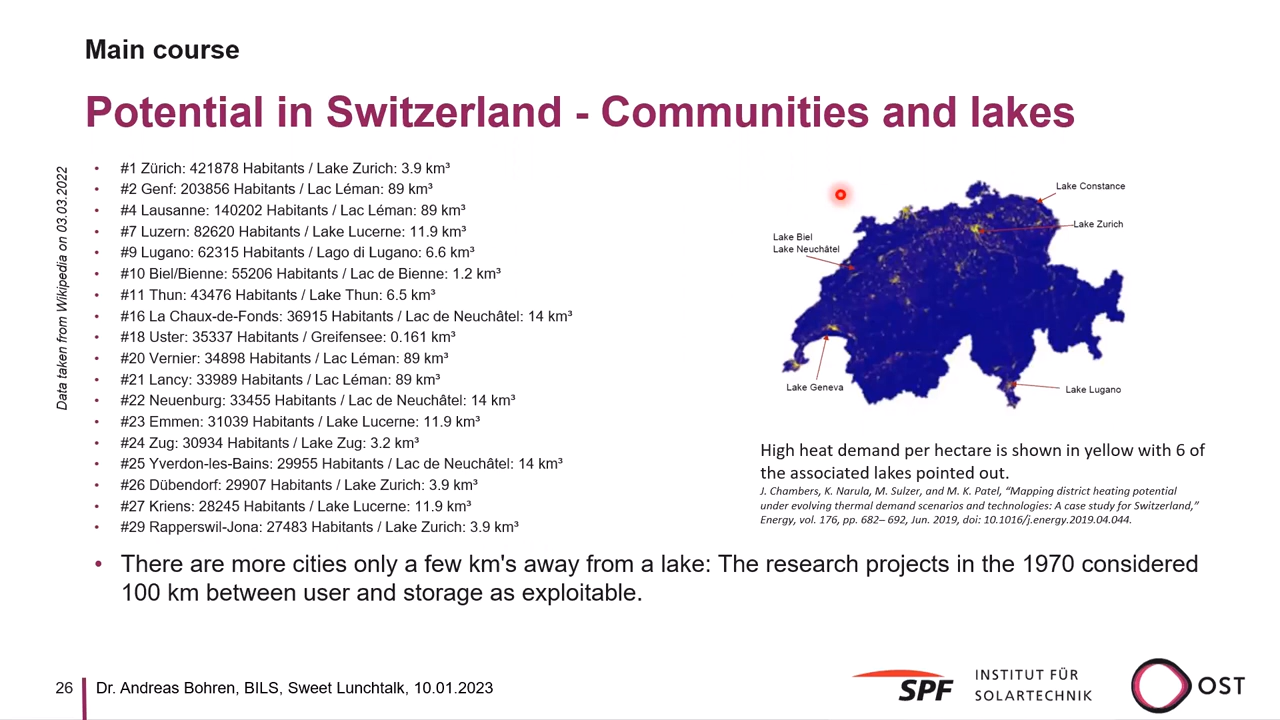 Main course
Potential in Switzerland - Communities and lakes
Data taken from Wikipedia on 03.03.2022
• #1 Zürich: 421878 Habitants / Lake Zurich: 3.9 km³
• #2 Genf: 203856 Habitants / Lac Léman: 89 km³
• #4 Lausanne: 140202 Habitants / Lac Léman: 89 km³
• #7 Luzern: 82620 Habitants / Lake Lucerne: 11.9 km³
• #9 Lugano: 62315 Habitants / Lago di Lugano: 6.6 km³
• #10 Biel/Bienne: 55206 Habitants / Lac de Bienne: 1.2 km³
• #11 Thun: 43476 Habitants / Lake Thun: 6.5 km³
• #16 La Chaux-de-Fonds: 36915 Habitants / Lac de Neuchâtel: 14 km³
• #18 Uster: 35337 Habitants / Greifensee: 0.161 km³
• #20 Vernier: 34898 Habitants / Lac Léman: 89 km³
• #21 Lancy: 33989 Habitants / Lac Léman: 89 km³
• #22 Neuenburg: 33455 Habitants / Lac de Neuchâtel: 14 km³
• #23 Emmen: 31039 Habitants / Lake Lucerne: 11.9 km³
• #24 Zug: 30934 Habitants / Lake Zug: 3.2 km³
• #25 Yverdon-les-Bains: 29955 Habitants / Lac de Neuchâtel: 14 km³
• #26 Dübendorf: 29907 Habitants / Lake Zurich: 3.9 km³
• #27 Kriens: 28245 Habitants / Lake Lucerne: 11.9 km³
• #29 Rapperswil-Jona: 27483 Habitants / Lake Zurich: 3.9 km³
Lake Constance
Lake Zurich
Lake Biel
Lake Neuchâtel
Lake Geneva
Lake Lugano
High heat demand per hectare is shown in yellow with 6 of
the associated lakes pointed out.
J. Chambers, K. Narula, M. Sulzer, and M. K. Patel, “Mapping district heating potential
under evolving thermal demand scenarios and technologies: A case study for Switzerland,”
Energy, vol. 176, pp. 682– 692, Jun. 2019, doi: 10.1016/j.energy.2019.04.044.
• There are more cities only a few km's away from a lake: The research projects in the 1970 considered
100 km between user and storage as exploitable.
26 Dr. Andreas Bohren, BILS, Sweet Lunchtalk, 10.01.2023
SPF
INSTITUT FÜR
SOLARTECHNIK
OST